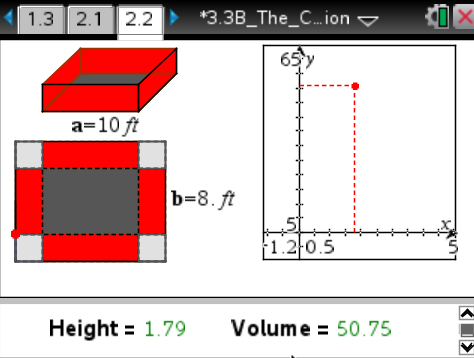 1.3 2.1 2.2 *3.3B_The_C…ion
65 y
a=10 ft
b=8. ft
5 x
-1.2 0.5 5
Height = 1.79 Volume = 50.75